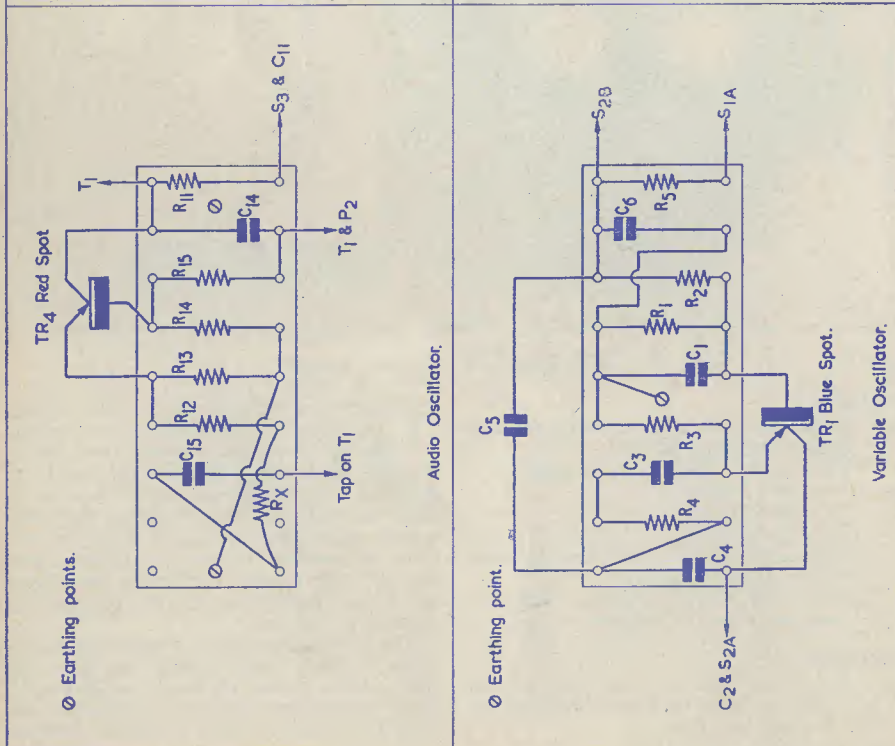 ∅ Earthing points.
TR4 Red Spot
T1
S3 & C11
R11
C14
R15
R14
R13
R12
C15
RX
T1 & P2
Tap on T1
Audio Oscillator.
∅ Earthing point.
C5
S2B
S1A
C6
R5
R2
R1
C1
R3
C3
R4
C4
C2 & S2A
TR1 Blue Spot.
Variable Oscillator.